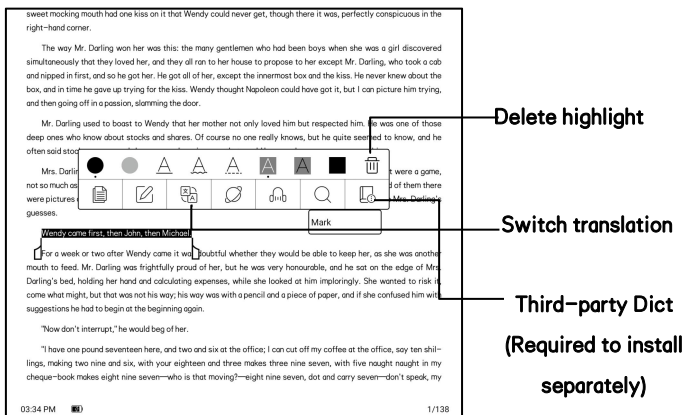 sweet mocking mouth had one kiss on it that Wendy could never get, though there it was, perfectly conspicuous in the
right-hand corner.
The way Mr. Darling won her was this: the many gentlemen who had been boys when she was a girl discovered
simultaneously that they loved her, and they all ran to her house to propose to her except Mr. Darling, who took a cab
and nipped in first, and so he got her. He got all of her, except the innermost box and the kiss. He never knew about the
box, and in time he gave up trying for the kiss. Wendy thought Napoleon could have got it, but I can picture him trying,
and then going off in a passion, slamming the door.
Mr. Darling used to boast to Wendy that her mother not only loved him but respected him. He was one of those
deep ones who know about stocks and shares. Of course no one really knows, but he quite seemed to know, and he
often said stoc
Mrs. Darlin
t were a game,
not so much as
d of them there
were pictures
Mrs. Darling's
guesses.
Mark
Wendy came first, then John, then Michael.
For a week or two after Wendy came it was doubtful whether they would be able to keep her, as she was another
mouth to feed. Mr. Darling was frightfully proud of her, but he was very honourable, and he sat on the edge of Mrs.
Darling's bed, holding her hand and calculating expenses, while she looked at him imploringly. She wanted to risk it,
come what might, but that was not his way; his way was with a pencil and a piece of paper, and if she confused him with
suggestions he had to begin at the beginning again.
"Now don't interrupt," he would beg of her.
"I have one pound seventeen here, and two and six at the office; I can cut off my coffee at the office, say ten shil-
lings, making two nine and six, with your eighteen and three makes three nine seven, with five naught naught in my
cheque-book makes eight nine seven—who is that moving?—eight nine seven, dot and carry seven—don't speak, my
03:34 PM
1/138
Delete highlight
Switch translation
Third-party Dict
(Required to install
separately)